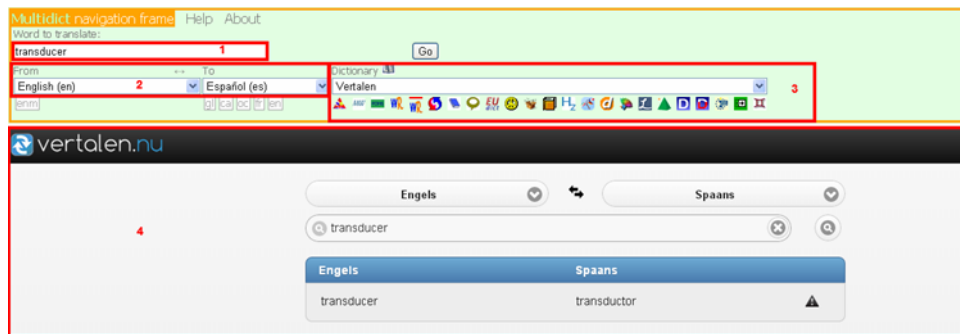 Multidict navigation frame Help About
Word to translate:
transducer 1 Go
From ↔ To Dictionary
English (en) 2 Español (es) Vertalen 3
enm gl ca oc fr en
vertalen.nu
Engels Spaans
4 transducer
Engels Spaans
transducer transductor